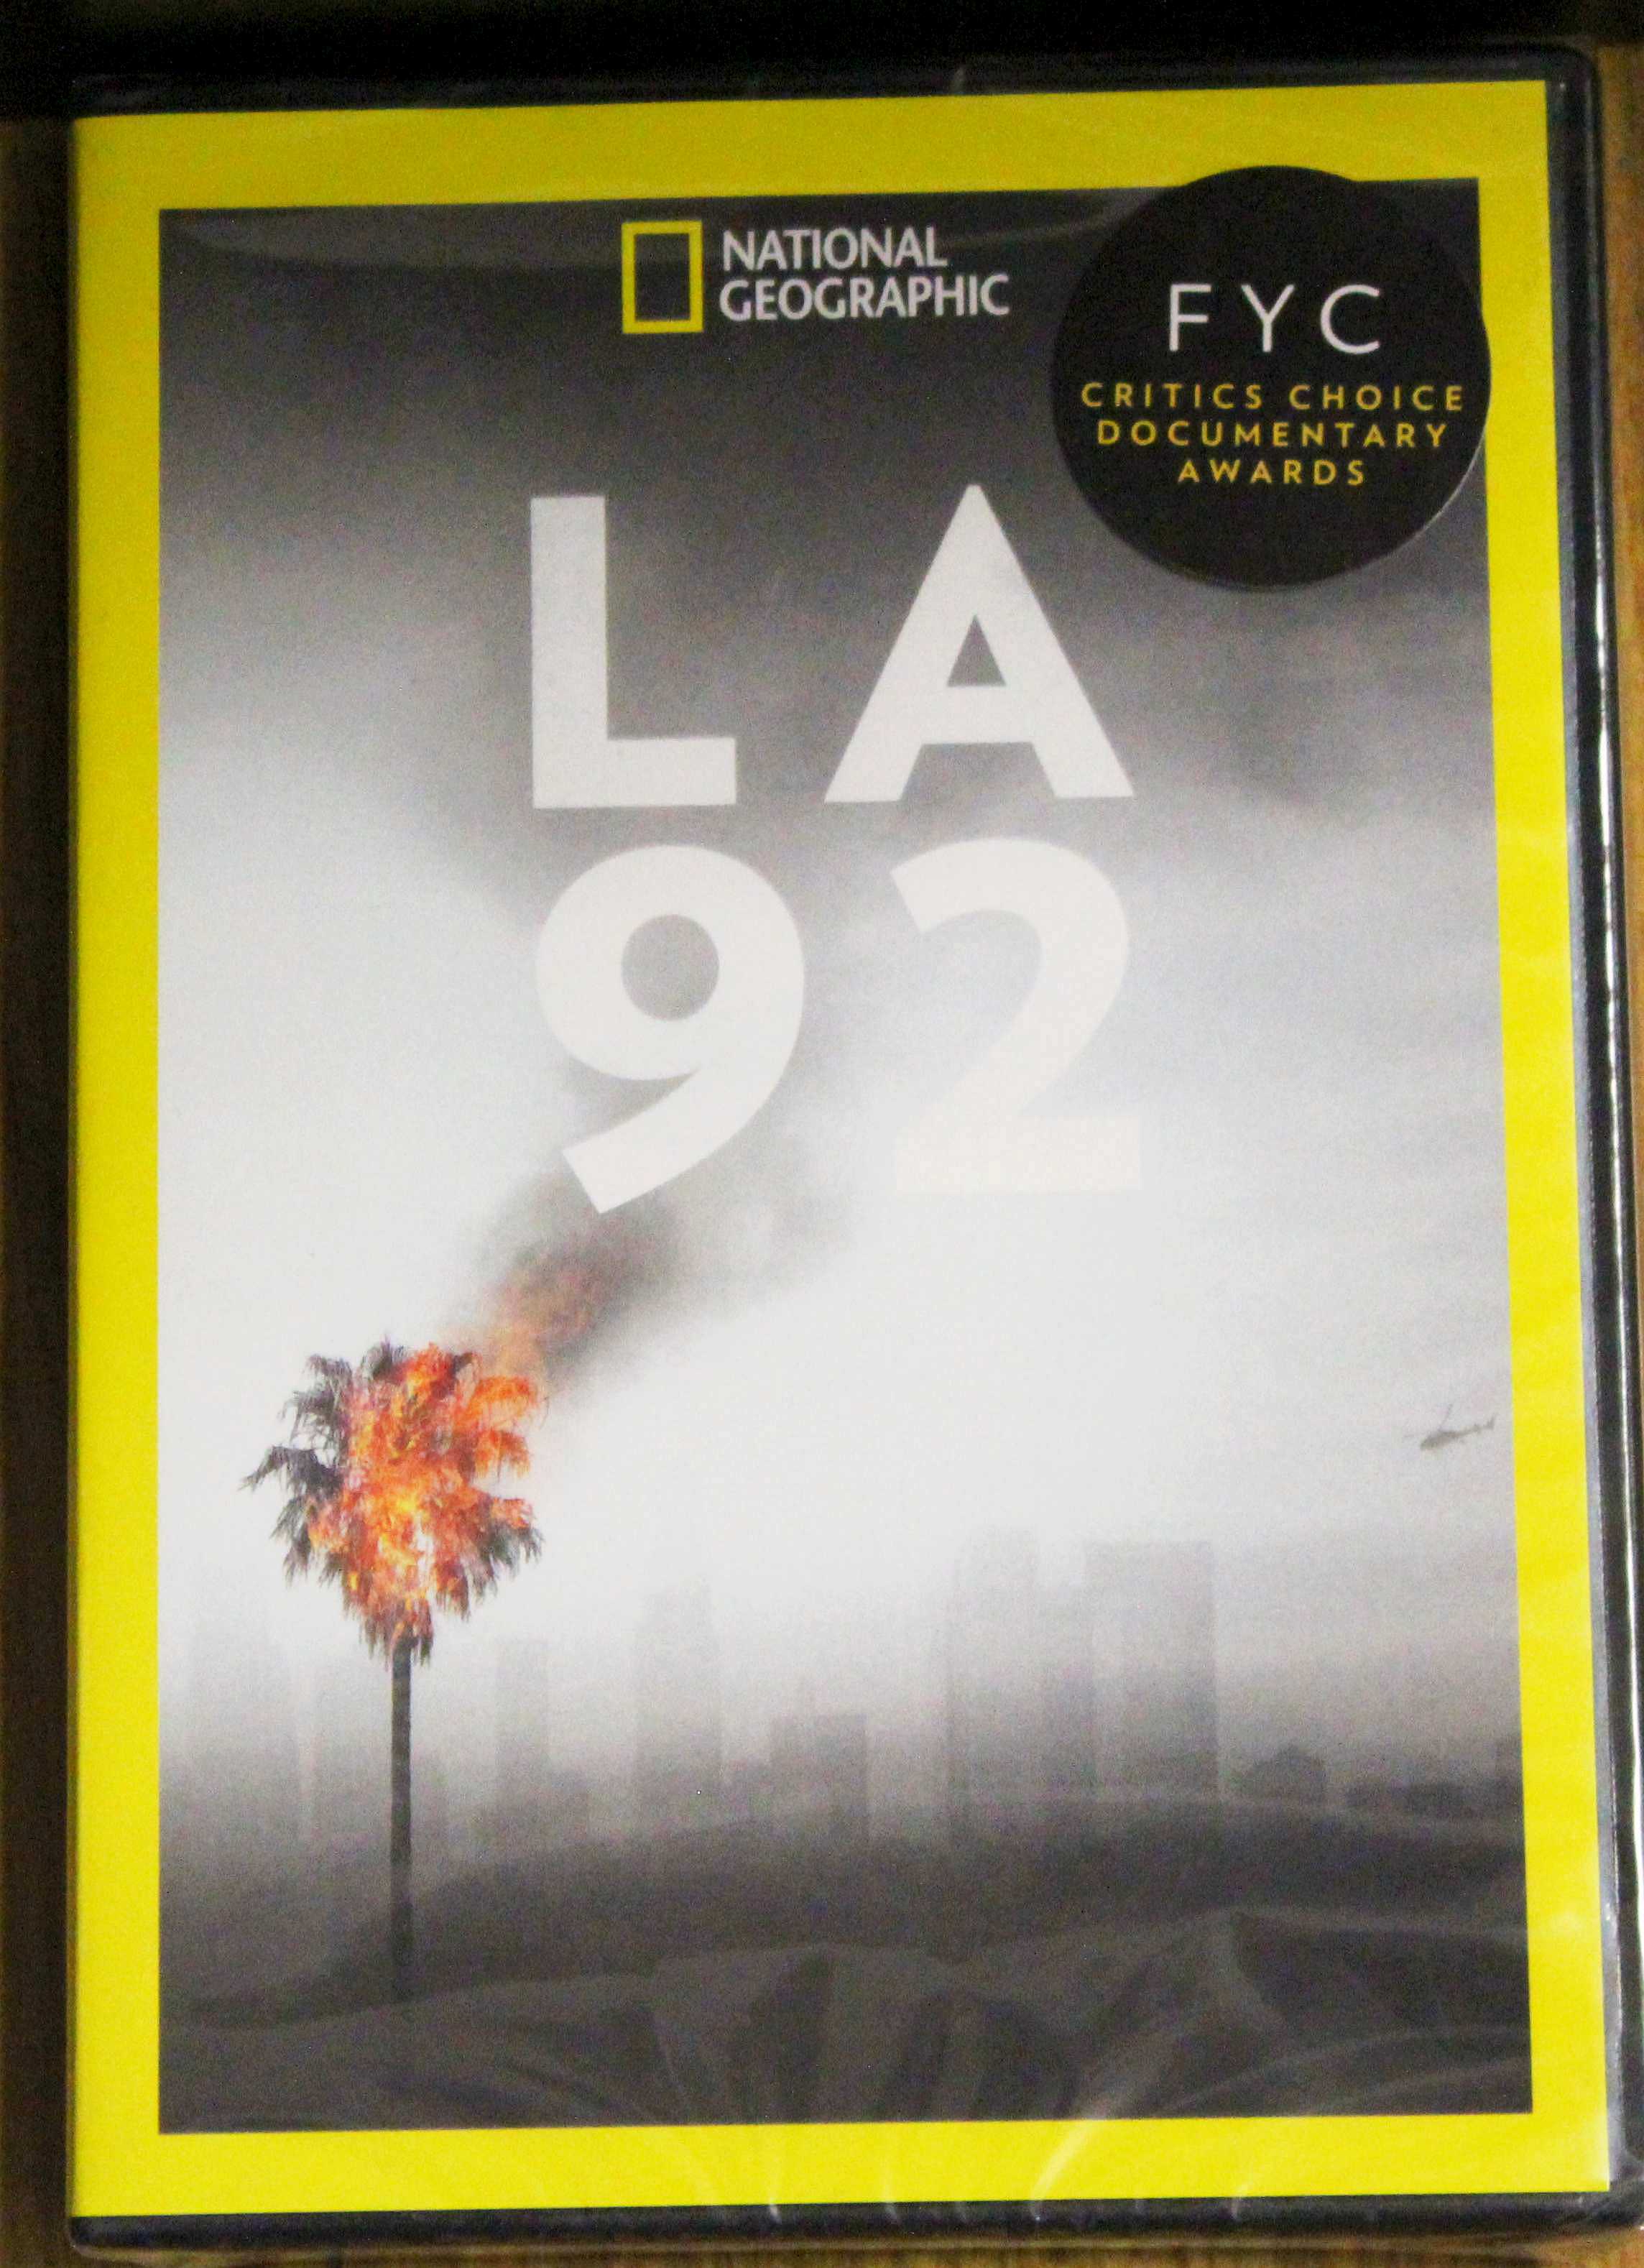 NATIONAL
GEOGRAPHIC
FYC
CRITICS CHOICE
DOCUMENTARY
AWARDS
LA
92